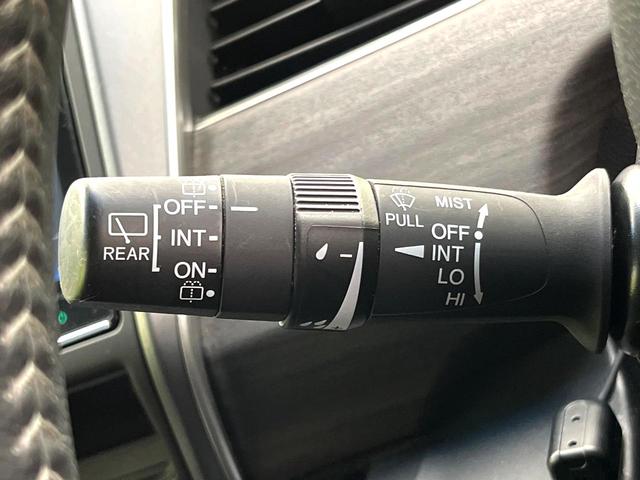 OFF
INT
REAR
ON
PULL
MIST
OFF
INT
LO
HI